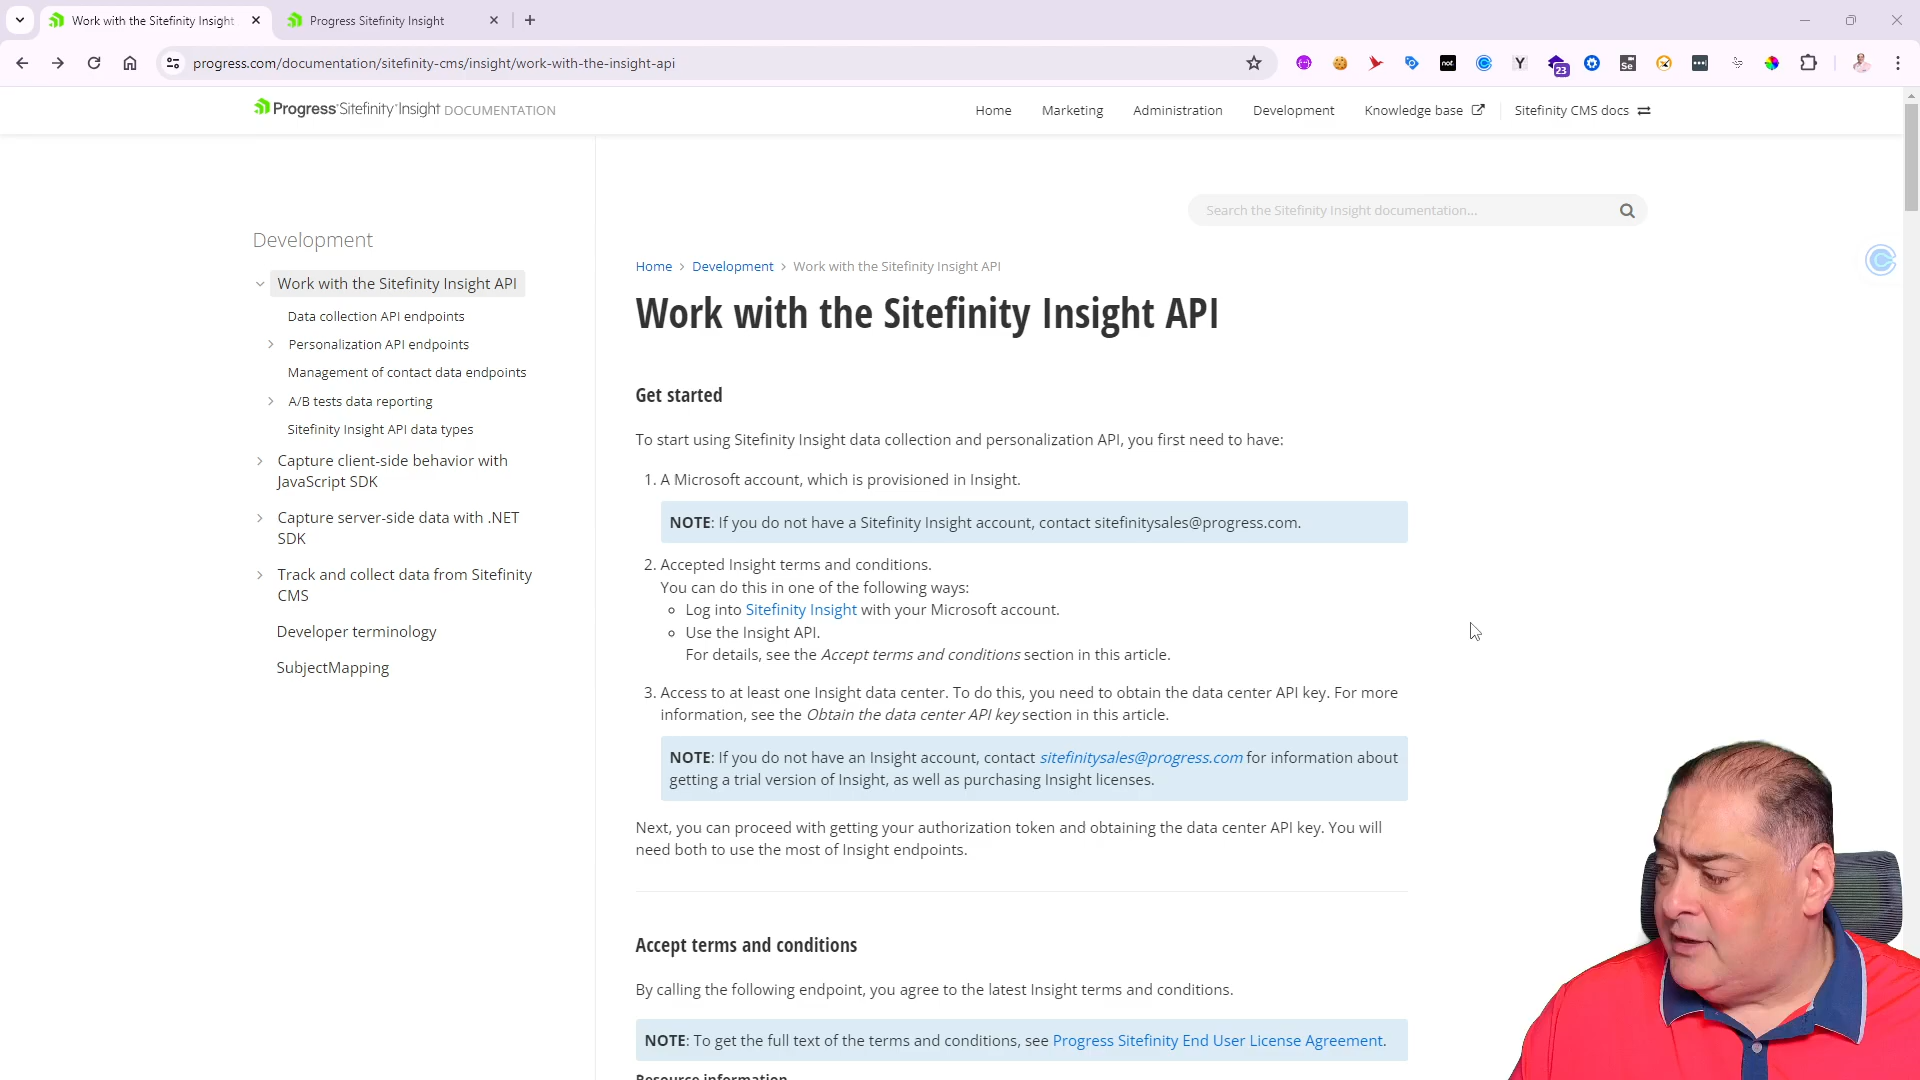 Work with the Sitefinity Insight
Progress Sitefinity Insight
progress.com/documentation/sitefinity-cms/insight/work-with-the-insight-api
not
Y
23
Se
Progress Sitefinity Insight DOCUMENTATION
Home
Marketing
Administration
Development
Knowledge base
Sitefinity CMS docs
Search the Sitefinity Insight documentation...
Development
Work with the Sitefinity Insight API
Data collection API endpoints
Personalization API endpoints
Management of contact data endpoints
A/B tests data reporting
Sitefinity Insight API data types
Capture client-side behavior with
JavaScript SDK
Capture server-side data with .NET
SDK
Track and collect data from Sitefinity
CMS
Developer terminology
SubjectMapping
Home > Development > Work with the Sitefinity Insight API
Work with the Sitefinity Insight API
Get started
To start using Sitefinity Insight data collection and personalization API, you first need to have:
1. A Microsoft account, which is provisioned in Insight.
NOTE: If you do not have a Sitefinity Insight account, contact sitefinitysales@progress.com.
2. Accepted Insight terms and conditions.
You can do this in one of the following ways:
Log into Sitefinity Insight with your Microsoft account.
Use the Insight API.
For details, see the Accept terms and conditions section in this article.
3. Access to at least one Insight data center. To do this, you need to obtain the data center API key. For more
information, see the Obtain the data center API key section in this article.
NOTE: If you do not have an Insight account, contact sitefinitysales@progress.com for information about
getting a trial version of Insight, as well as purchasing Insight licenses.
Next, you can proceed with getting your authorization token and obtaining the data center API key. You will
need both to use the most of Insight endpoints.
Accept terms and conditions
By calling the following endpoint, you agree to the latest Insight terms and conditions.
NOTE: To get the full text of the terms and conditions, see Progress Sitefinity End User License Agreement.
Resource information